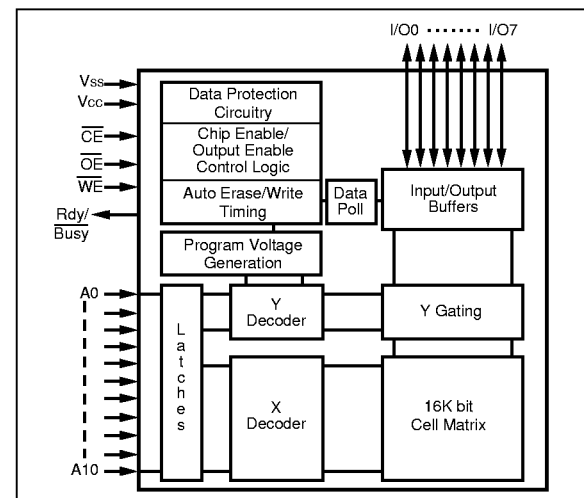 I/O0 ········ I/O7
Vss
Vcc
CE
OE
WE
Rdy/
Busy
A0
A10
Data Protection
Circuitry
Chip Enable/
Output Enable
Control Logic
Auto Erase/Write
Timing
Data
Poll
Input/Output
Buffers
Program Voltage
Generation
L
a
t
c
h
e
s
Y
Decoder
Y Gating
X
Decoder
16K bit
Cell Matrix